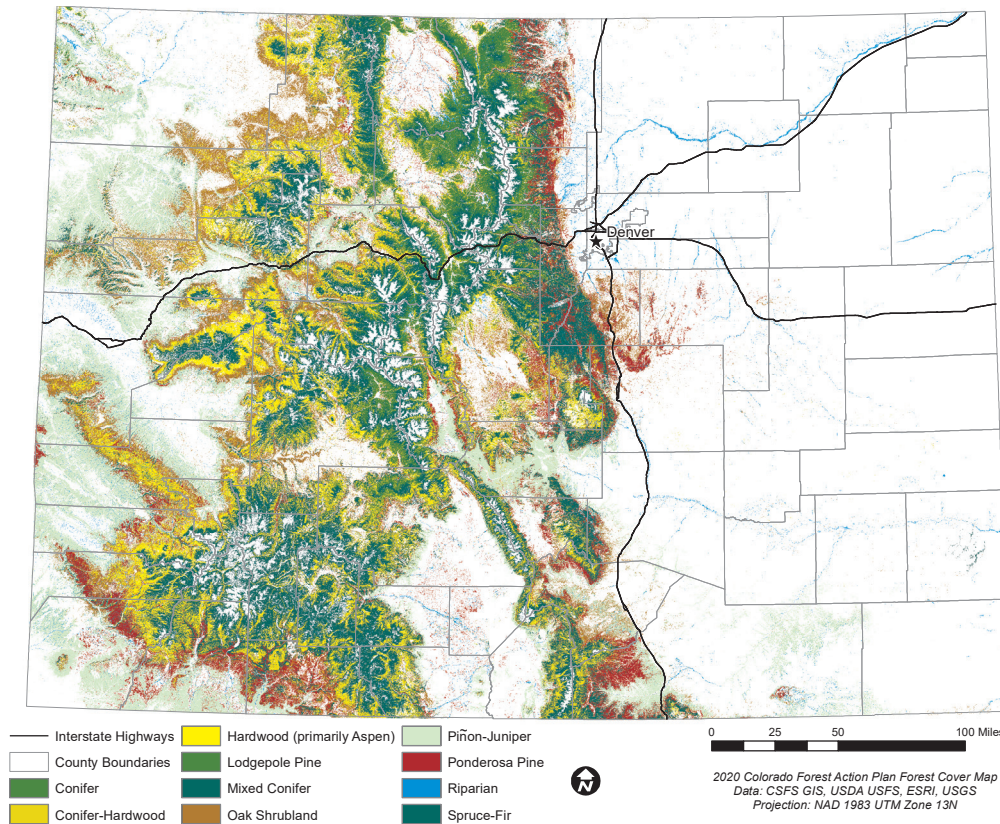 Denver
Interstate Highways
County Boundaries
Conifer
Conifer-Hardwood
Hardwood (primarily Aspen)
Lodgepole Pine
Mixed Conifer
Oak Shrubland
Piñon-Juniper
Ponderosa Pine
Riparian
Spruce-Fir
N
0 25 50 100 Miles
2020 Colorado Forest Action Plan Forest Cover Map
Data: CSFS GIS, USDA USFS, ESRI, USGS
Projection: NAD 1983 UTM Zone 13N